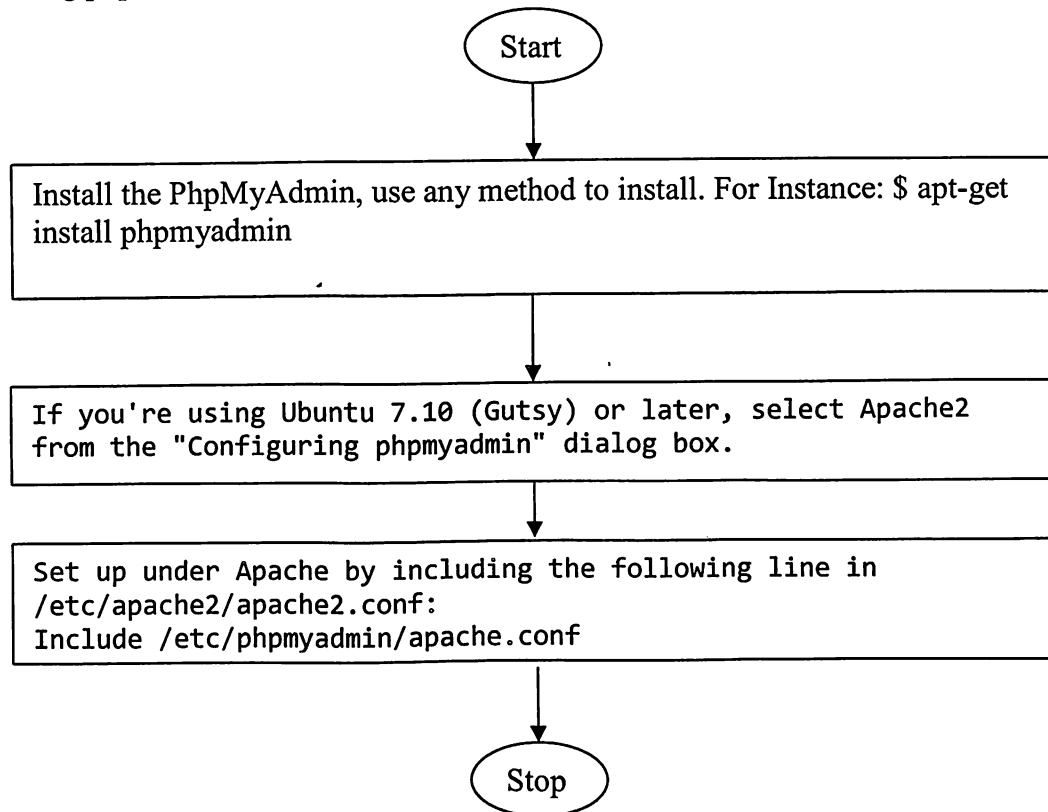 Start
Install the PhpMyAdmin, use any method to install. For Instance: $ apt-get
install phpmyadmin
If you're using Ubuntu 7.10 (Gutsy) or later, select Apache2
from the "Configuring phpmyadmin" dialog box.
Set up under Apache by including the following line in
/etc/apache2/apache2.conf:
Include /etc/phpmyadmin/apache.conf
Stop